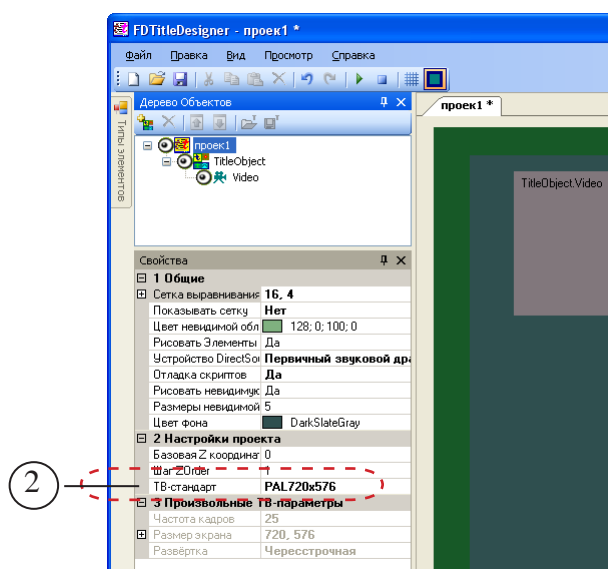 FDTitleDesigner - проек1 *
Файл Правка Вид Просмотр Справка
Типы элементов
Дерево Объектов
проек1
TitleObject
Video
проек1 *
TitleObject.Video
Свойства
1 Общие
Сетка выравнивания 16, 4
Показывать сетку Нет
Цвет невидимой обл 128; 0; 100; 0
Рисовать Элементы Да
Устройство DirectSou Первичный звуковой дра
Отладка скриптов Да
Рисовать невидимую Да
Размеры невидимой 5
Цвет фона DarkSlateGray
2 Настройки проекта
Базовая Z координат 0
Шаг ZOrder 1
2
ТВ-стандарт PAL720x576
3 Произвольные ТВ-параметры
Частота кадров 25
Размер экрана 720, 576
Развёртка Чересстрочная